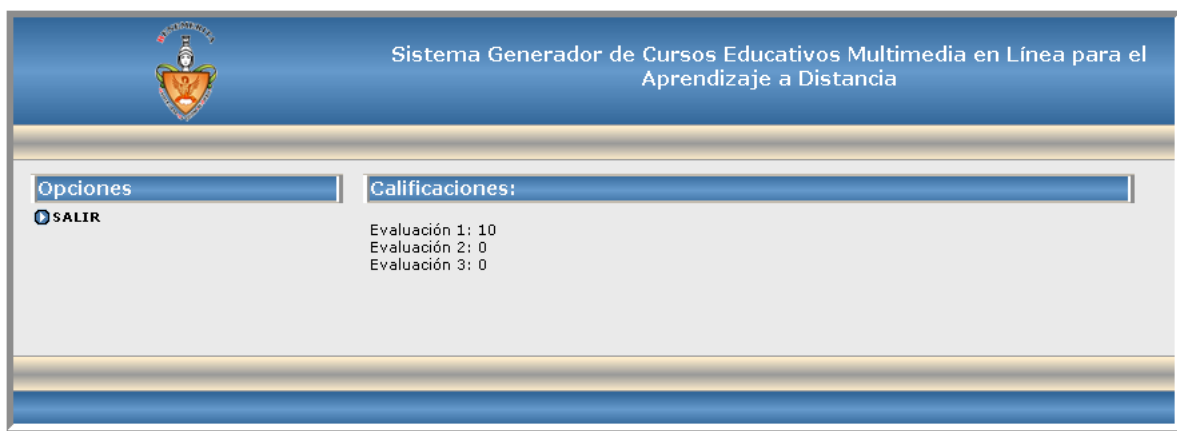 Sistema Generador de Cursos Educativos Multimedia en Línea para el
Aprendizaje a Distancia
Opciones
SALIR
Calificaciones:
Evaluación 1: 10
Evaluación 2: 0
Evaluación 3: 0